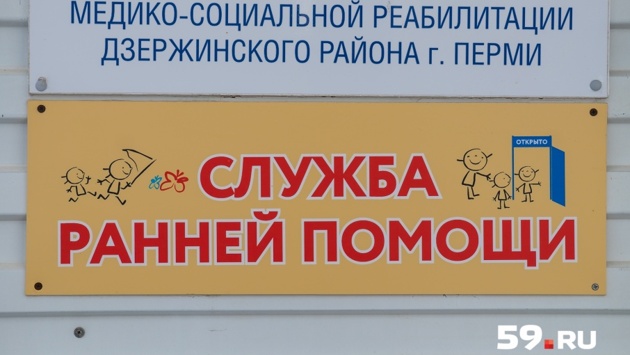 МЕДИКО-СОЦИАЛЬНОЙ РЕАБИЛИТАЦИИ
ДЗЕРЖИНСКОГО РАЙОНА г. ПЕРМИ
ОТКРЫТО
СЛУЖБА
РАННЕЙ ПОМОЩИ
59.RU